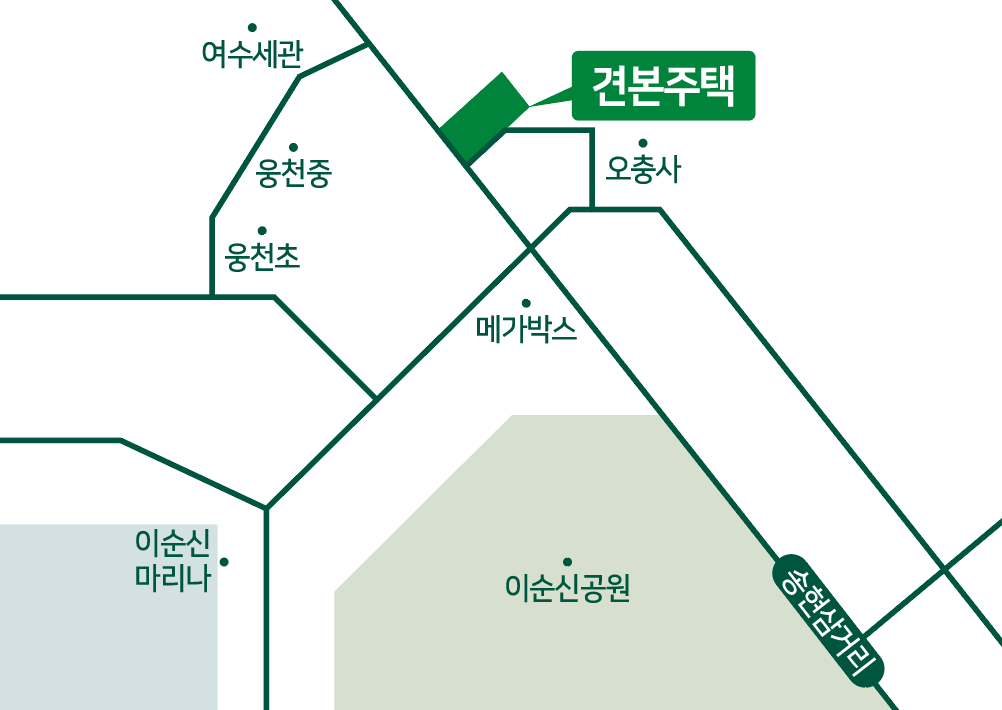 여수세관
견본주택
웅천중
오충사
웅천초
메가박스
이순신
마리나
이순신공원
송현삼거리